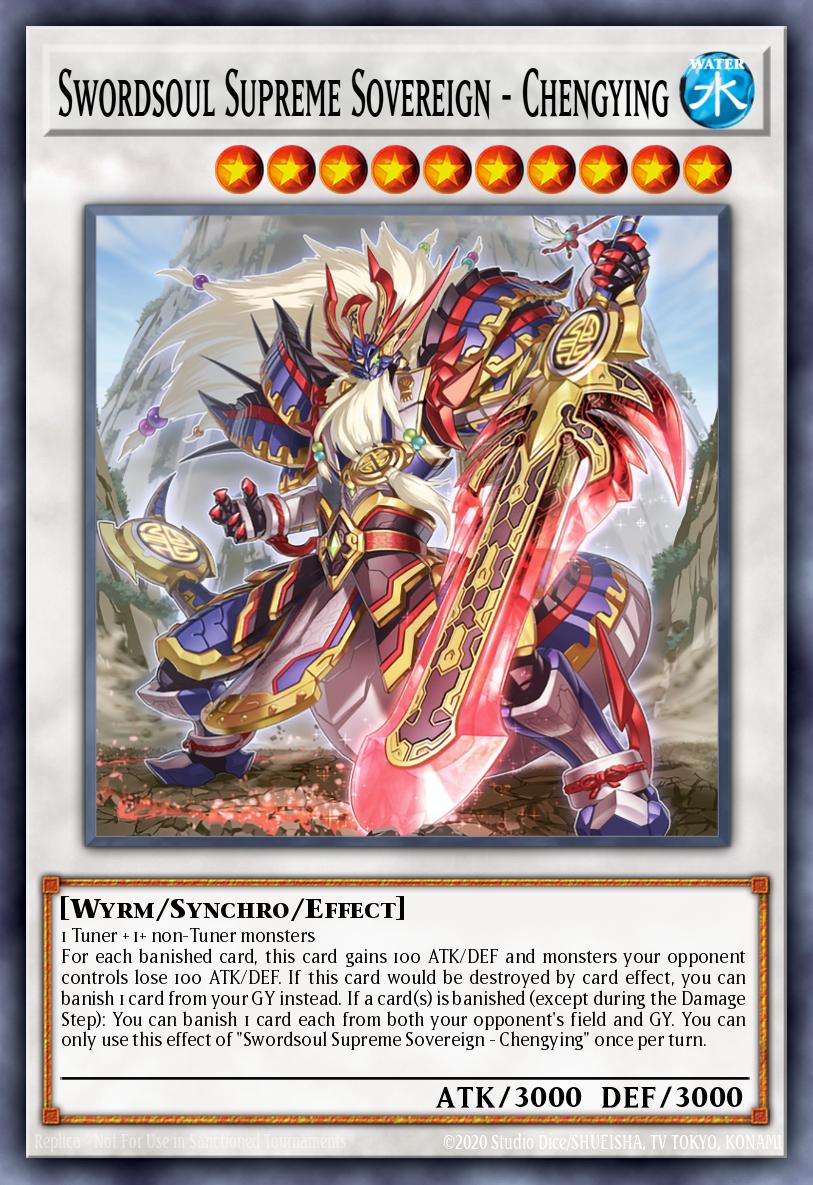 Swordsoul Supreme Sovereign - Chengying
WATER
水
[Wyrm/Synchro/Effect]
1 Tuner + 1+ non-Tuner monsters
For each banished card, this card gains 100 ATK/DEF and monsters your opponent
controls lose 100 ATK/DEF. If this card would be destroyed by card effect, you can
banish 1 card from your GY instead. If a card(s) is banished (except during the Damage
Step): You can banish 1 card each from both your opponent's field and GY. You can
only use this effect of "Swordsoul Supreme Sovereign - Chengying" once per turn.
ATK/3000 DEF/3000
Replica - Not For Use in Sanctioned Tournaments
©2020 Studio Dice/SHUEISHA, TV TOKYO, KONAMI